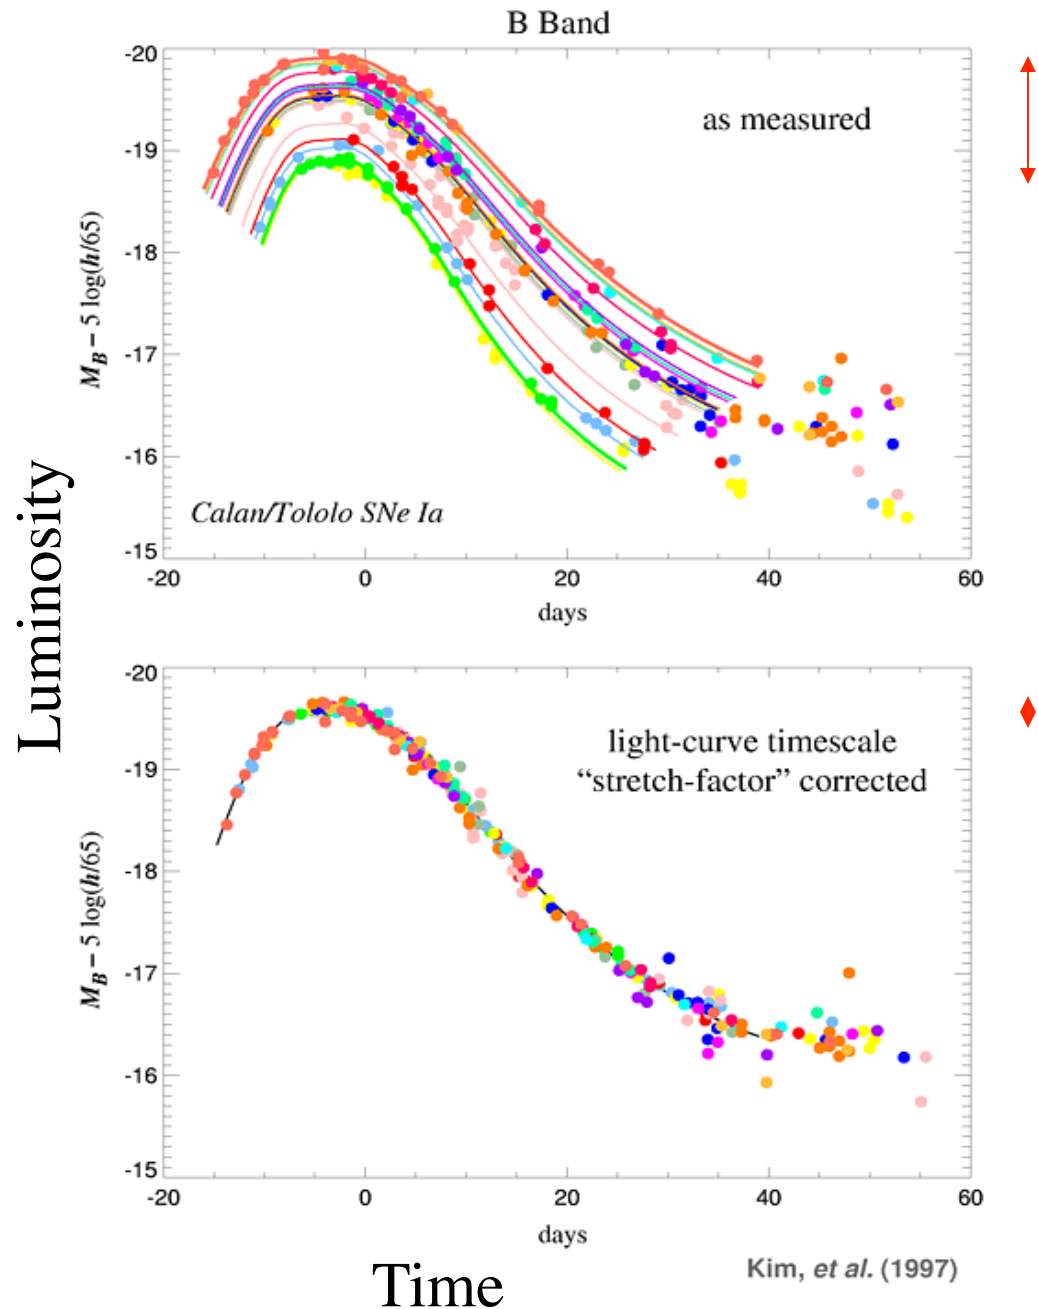 B Band
-20
as measured
-19
-18
-17
-16
-15
M_B – 5 log(h/65)
Calan/Tololo SNe Ia
-20 0 20 40 60
days
Luminosity
-20
light-curve timescale
“stretch-factor” corrected
-19
-18
-17
-16
-15
M_B – 5 log(h/65)
-20 0 20 40 60
days
Time
Kim, et al. (1997)